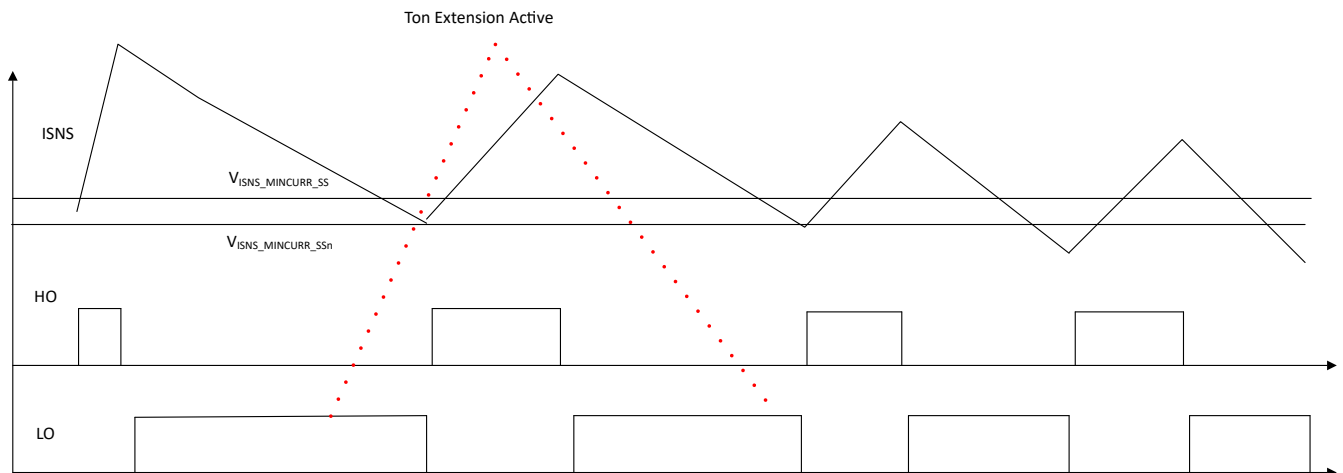 Ton Extension Active
ISNS
VISNS_MINCURR_SS
VISNS_MINCURR_SSn
HO
LO